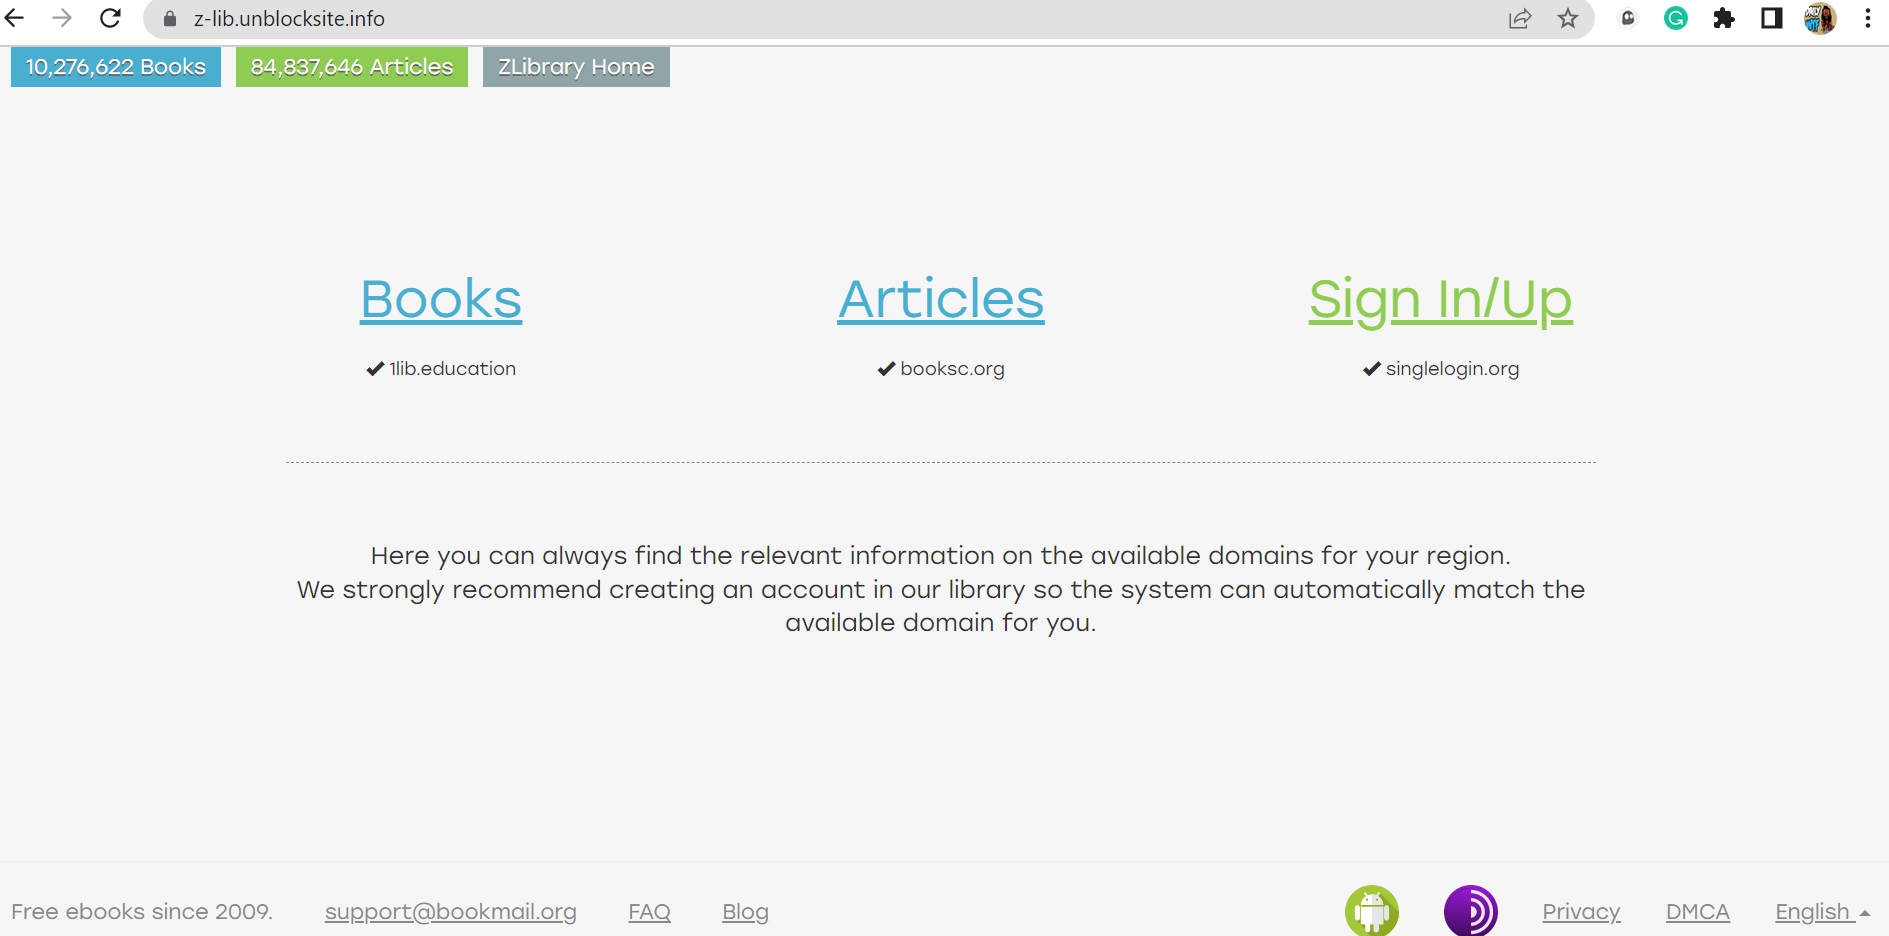 z-lib.unblocksite.info
10,276,622 Books
84,837,646 Articles
ZLibrary Home
Books
Articles
Sign In/Up
1lib.education
booksc.org
singlelogin.org
Here you can always find the relevant information on the available domains for your region.
We strongly recommend creating an account in our library so the system can automatically match the
available domain for you.
Free ebooks since 2009.
support@bookmail.org
FAQ
Blog
Privacy
DMCA
English